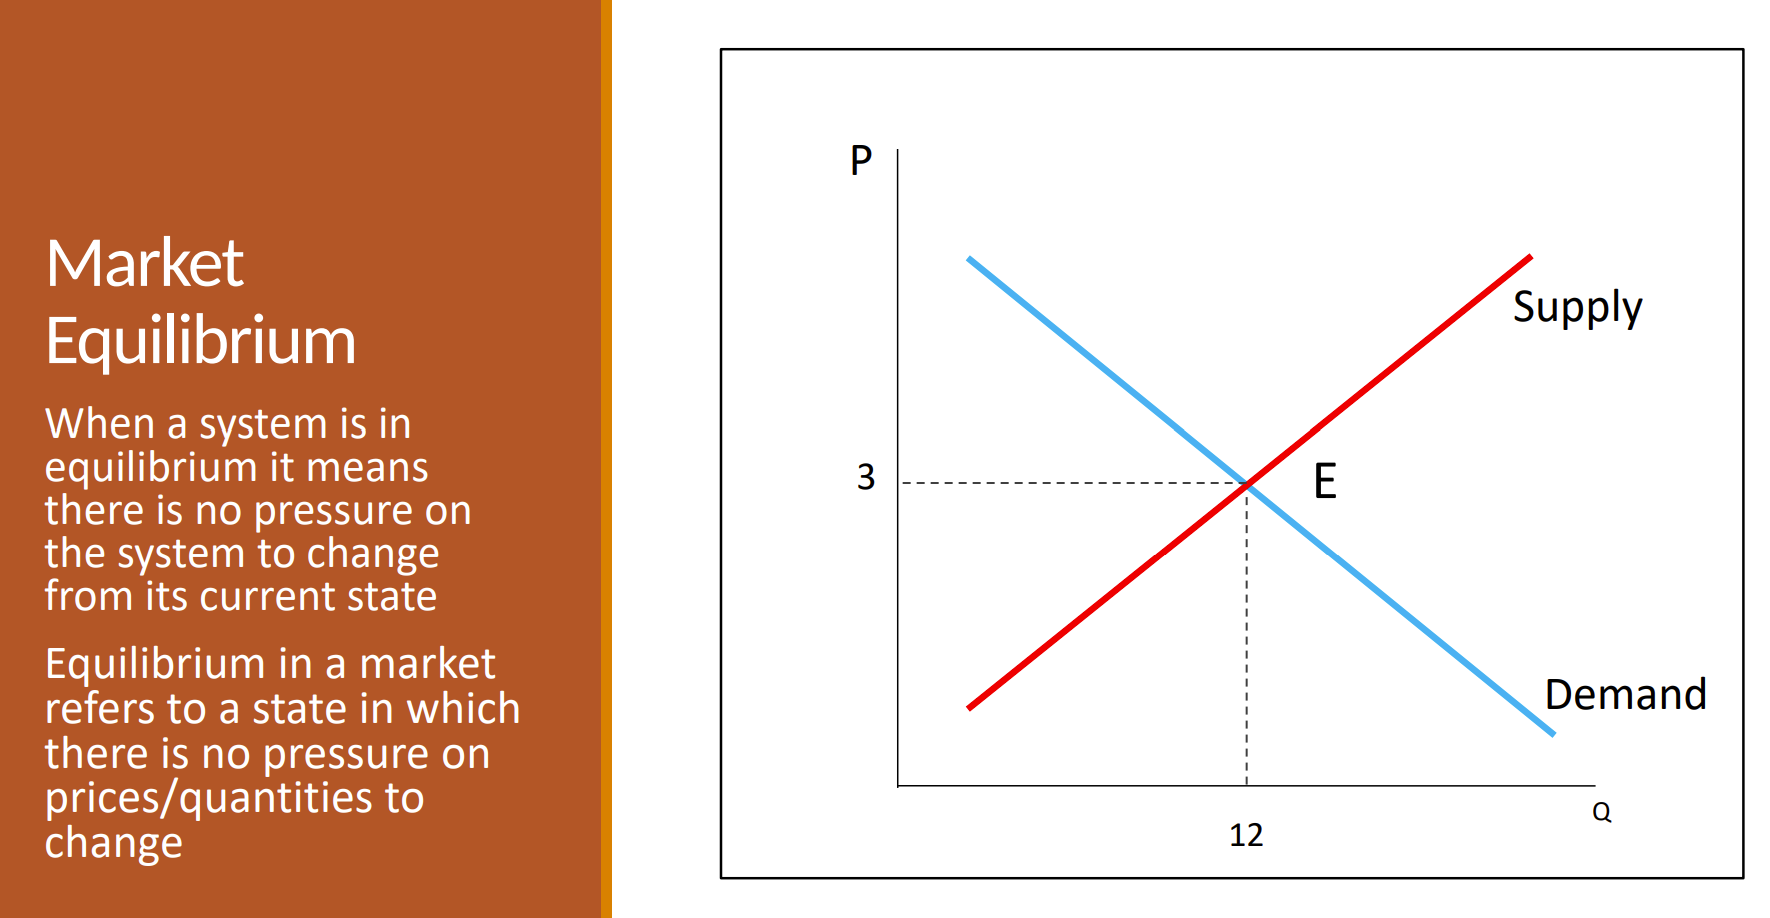 Market
Equilibrium
When a system is in
equilibrium it means
there is no pressure on
the system to change
from its current state
Equilibrium in a market
refers to a state in which
there is no pressure on
prices/quantities to
change
P
Supply
3
E
Demand
Q
12